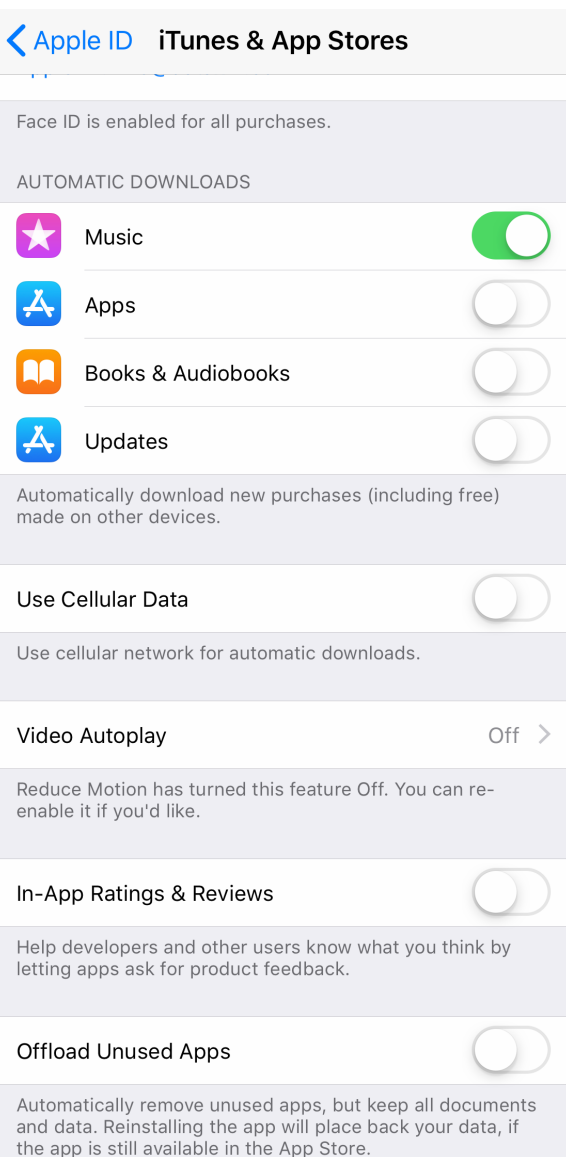 Apple ID
iTunes & App Stores
Face ID is enabled for all purchases.
AUTOMATIC DOWNLOADS
Music
Apps
Books & Audiobooks
Updates
Automatically download new purchases (including free)
made on other devices.
Use Cellular Data
Use cellular network for automatic downloads.
Video Autoplay
Off
Reduce Motion has turned this feature Off. You can re-
enable it if you'd like.
In-App Ratings & Reviews
Help developers and other users know what you think by
letting apps ask for product feedback.
Offload Unused Apps
Automatically remove unused apps, but keep all documents
and data. Reinstalling the app will place back your data, if
the app is still available in the App Store.